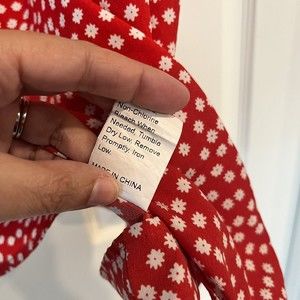 Non-Chlorine
Bleach When
Needed, Tumble
Dry Low. Remove
Promptly, Iron
Low.
MADE IN CHINA